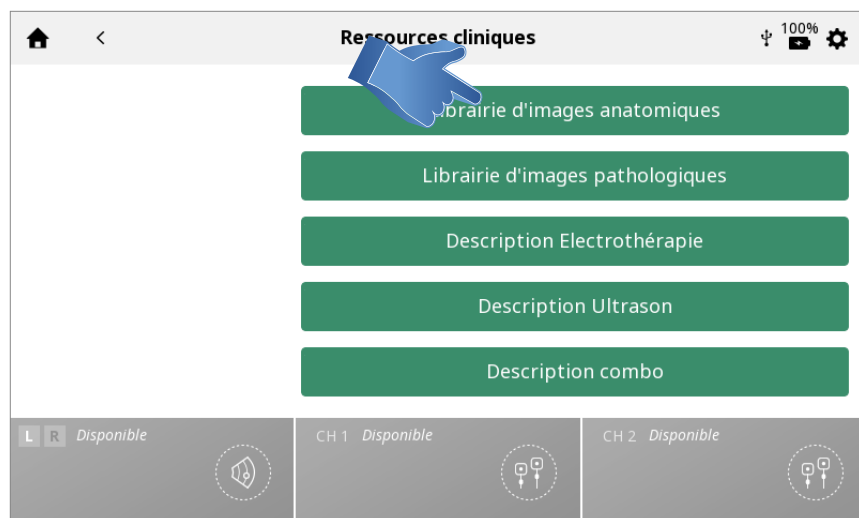 Ressources cliniques
100%
Librairie d'images anatomiques
Librairie d'images pathologiques
Description Electrothérapie
Description Ultrason
Description combo
L R Disponible
CH 1 Disponible
CH 2 Disponible